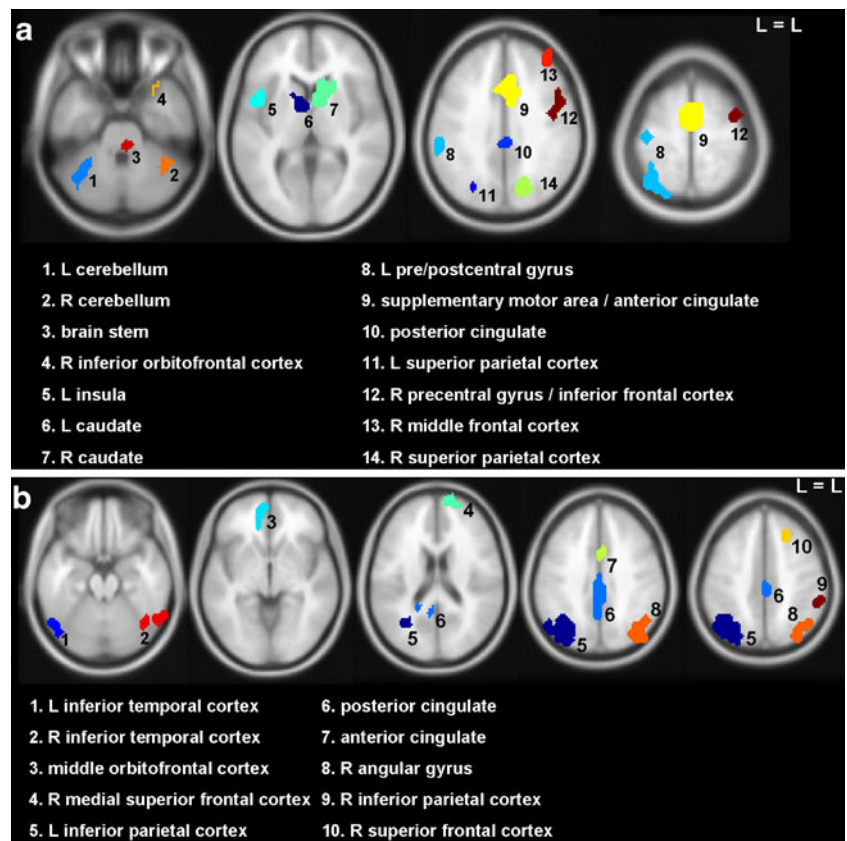 a
L = L
4
5
6
7
13
9
12
9
12
3
1
2
8
10
11
14
8
1. L cerebellum
2. R cerebellum
3. brain stem
4. R inferior orbitofrontal cortex
5. L insula
6. L caudate
7. R caudate
8. L pre/postcentral gyrus
9. supplementary motor area / anterior cingulate
10. posterior cingulate
11. L superior parietal cortex
12. R precentral gyrus / inferior frontal cortex
13. R middle frontal cortex
14. R superior parietal cortex
b
L = L
3
4
7
10
1
2
5
6
6
8
5
6
9
8
5
1. L inferior temporal cortex
2. R inferior temporal cortex
3. middle orbitofrontal cortex
4. R medial superior frontal cortex
5. L inferior parietal cortex
6. posterior cingulate
7. anterior cingulate
8. R angular gyrus
9. R inferior parietal cortex
10. R superior frontal cortex